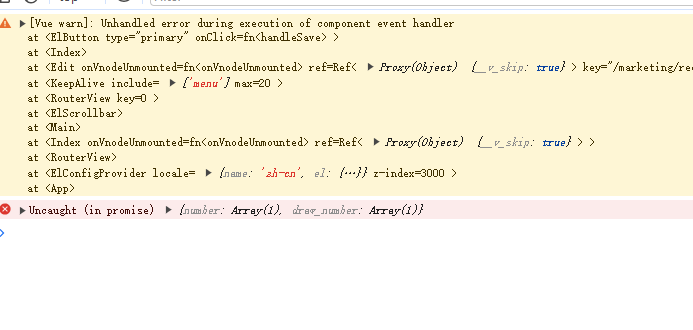 [Vue warn]: Unhandled error during execution of component event handler
at <ElButton type="primary" onClick=fn<handleSave> >
at <Index>
at <Edit onVnodeUnmounted=fn<onVnodeUnmounted> ref=Ref< ▶ Proxy(Object) {__v_skip: true} > key="/marketing/rec
at <KeepAlive include= ▶ ['menu'] max=20 >
at <RouterView key=0 >
at <ElScrollbar>
at <Main>
at <Index onVnodeUnmounted=fn<onVnodeUnmounted> ref=Ref< ▶ Proxy(Object) {__v_skip: true} > >
at <RouterView>
at <ElConfigProvider locale= ▶ {name: 'zh-cn', el: {…}} z-index=3000 >
at <App>
Uncaught (in promise) ▶ {number: Array(1), draw_number: Array(1)}